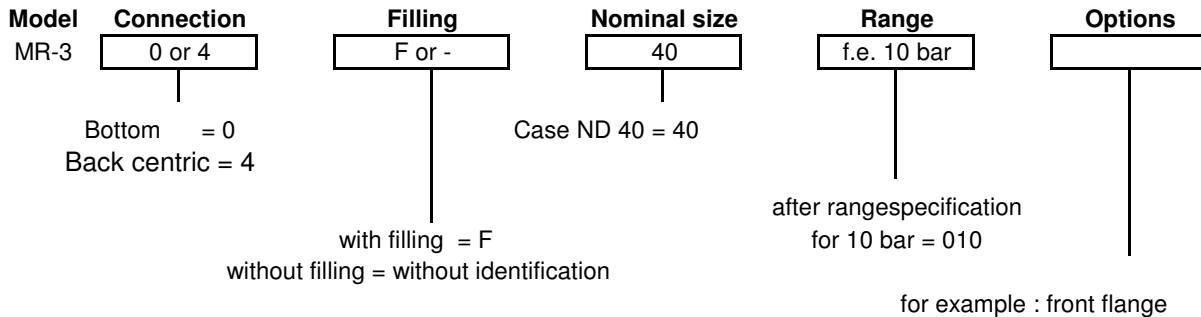 Model Connection Filling Nominal size Range Options
MR-3 0 or 4 F or - 40 f.e. 10 bar
Bottom = 0 Case ND 40 = 40
Back centric = 4
after rangespecification
with filling = F for 10 bar = 010
without filling = without identification
for example : front flange